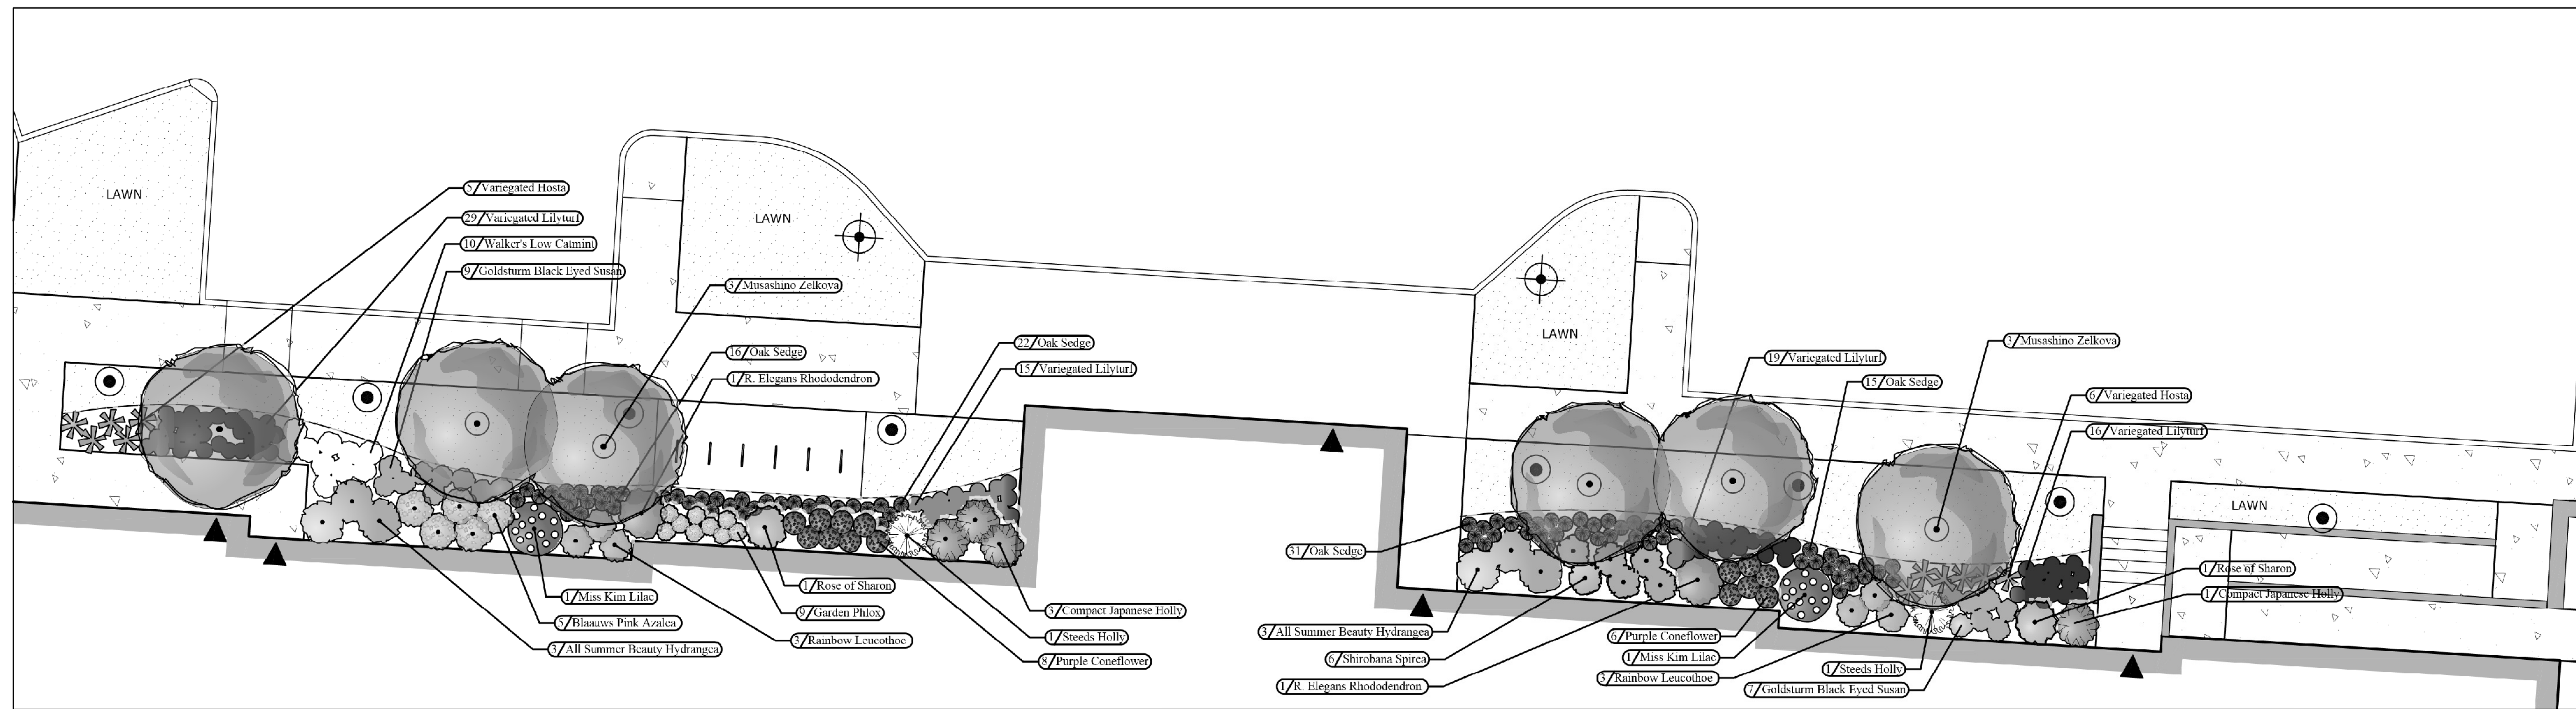 LAWN
5/Variegated Hosta
29/Variegated Lilyturf
10/Walker's Low Catmint
9/Goldsturm Black Eyed Susan
LAWN
3/Musashino Zelkova
16/Oak Sedge
1/R. Elegans Rhododendron
22/Oak Sedge
15/Variegated Lilyturf
1/Miss Kim Lilac
5/Blaauws Pink Azalea
3/All Summer Beauty Hydrangea
1/Rose of Sharon
9/Garden Phlox
3/Rainbow Leucothoe
3/Compact Japanese Holly
1/Steeds Holly
8/Purple Coneflower
LAWN
19/Variegated Lilyturf
15/Oak Sedge
3/Musashino Zelkova
6/Variegated Hosta
16/Variegated Lilyturf
LAWN
31/Oak Sedge
3/All Summer Beauty Hydrangea
6/Shirobana Spirea
1/R. Elegans Rhododendron
6/Purple Coneflower
1/Miss Kim Lilac
3/Rainbow Leucothoe
1/Steeds Holly
7/Goldsturm Black Eyed Susan
1/Rose of Sharon
1/Compact Japanese Holly